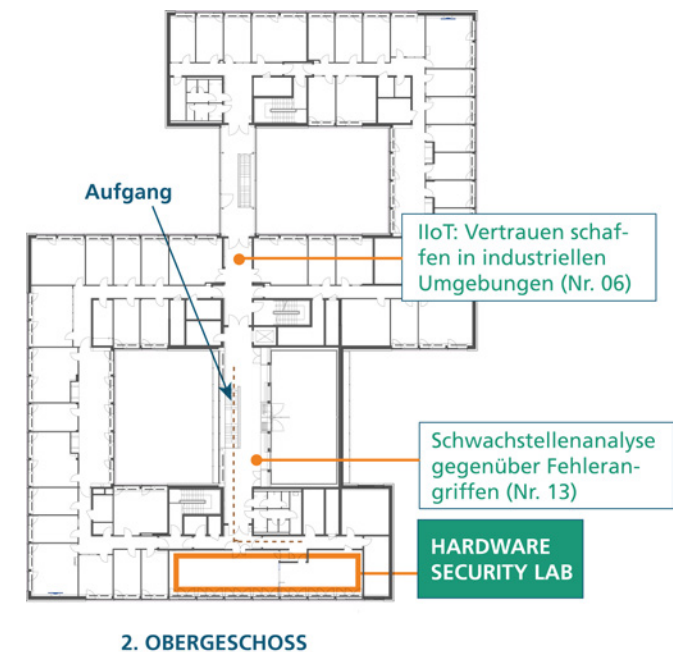 Aufgang
IIoT: Vertrauen schaf-
fen in industriellen
Umgebungen (Nr. 06)
Schwachstellenanalyse
gegenüber Fehleran-
griffen (Nr. 13)
HARDWARE
SECURITY LAB
2. OBERGESCHOSS